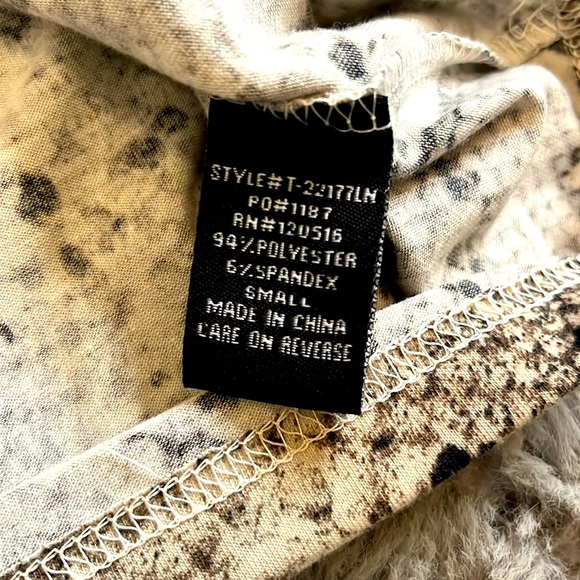 STYLE#T-22177LN
PO#1187
RN#120516
94%POLYESTER
6%SPANDEX
SMALL
MADE IN CHINA
CARE ON REVERSE